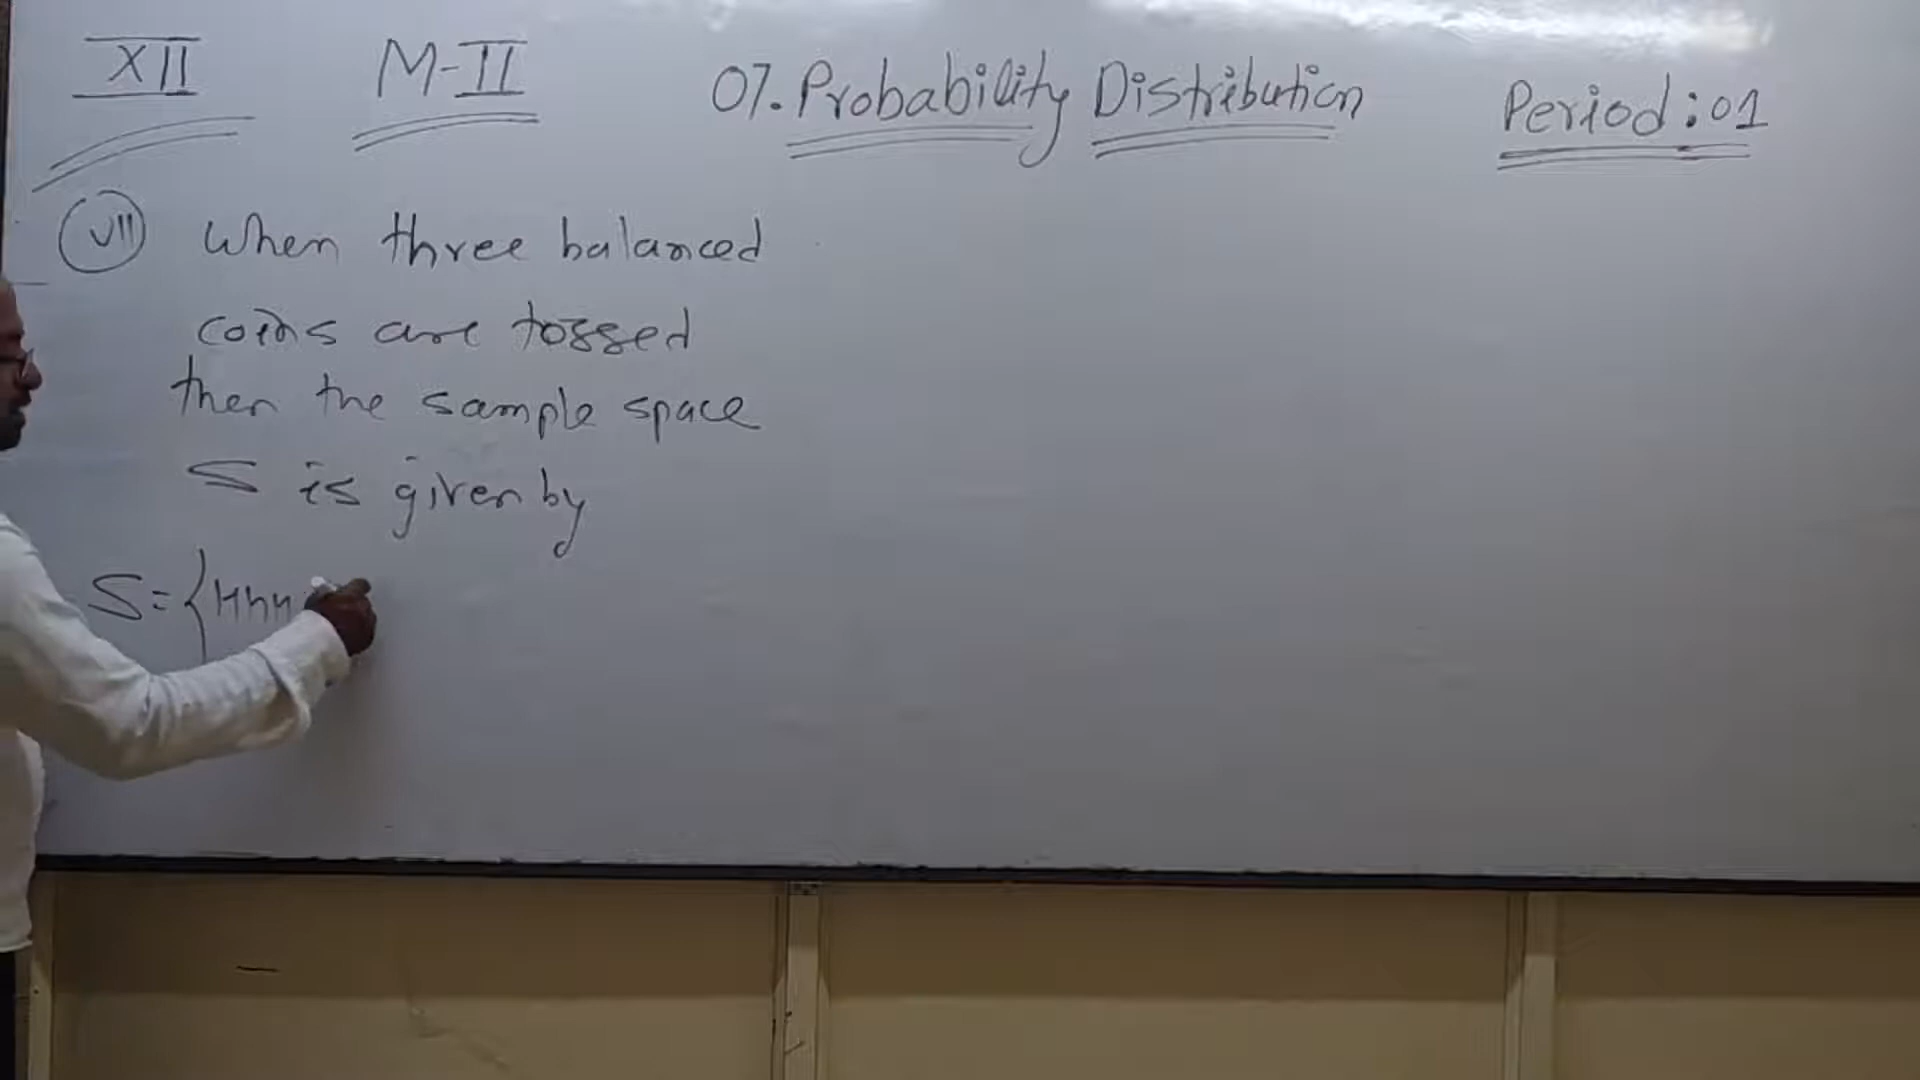 XII M-II 07. Probability Distribution Period: 01
VII When three balanced
coins are tossed
then the sample space
S is given by
S = { HHH